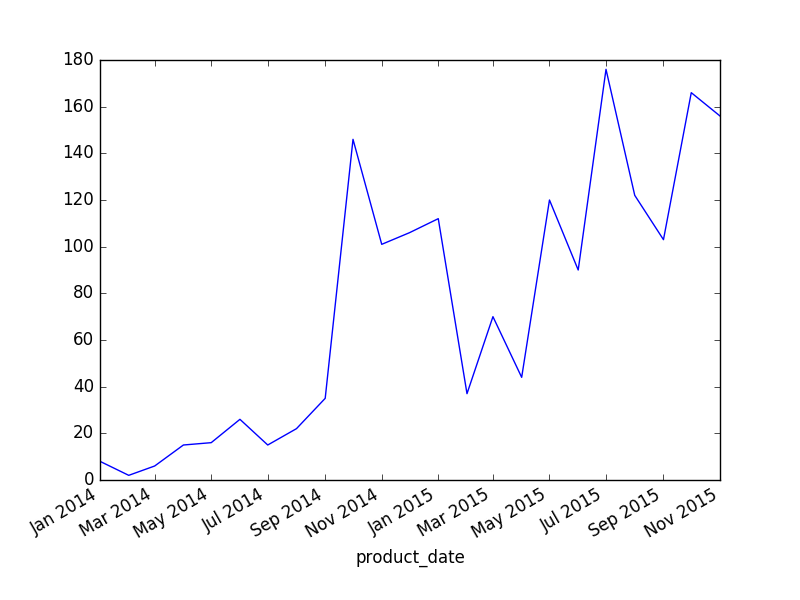 180
160
140
120
100
80
60
40
20
0
Jan 2014
Mar 2014
May 2014
Jul 2014
Sep 2014
Nov 2014
Jan 2015
Mar 2015
May 2015
Jul 2015
Sep 2015
Nov 2015
product_date